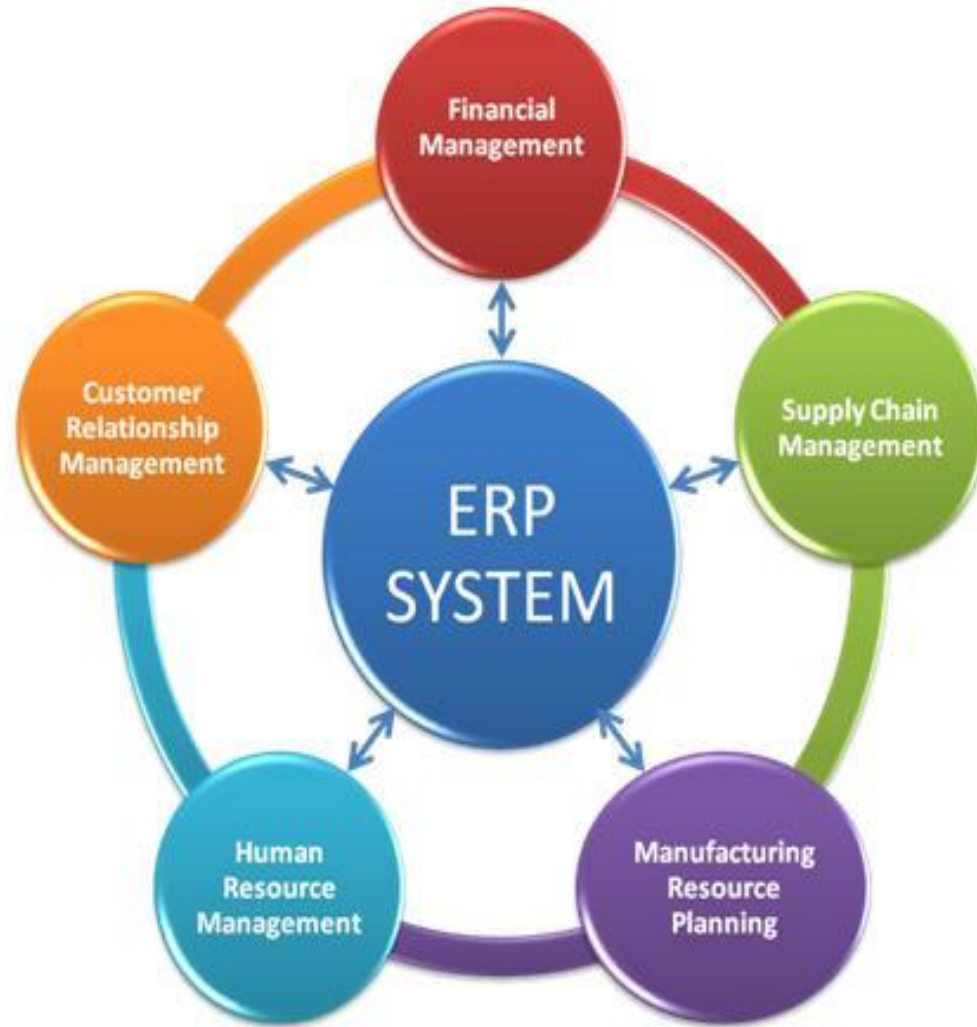 Financial
Management
Customer
Relationship
Management
Supply Chain
Management
ERP
SYSTEM
Human
Resource
Management
Manufacturing
Resource
Planning